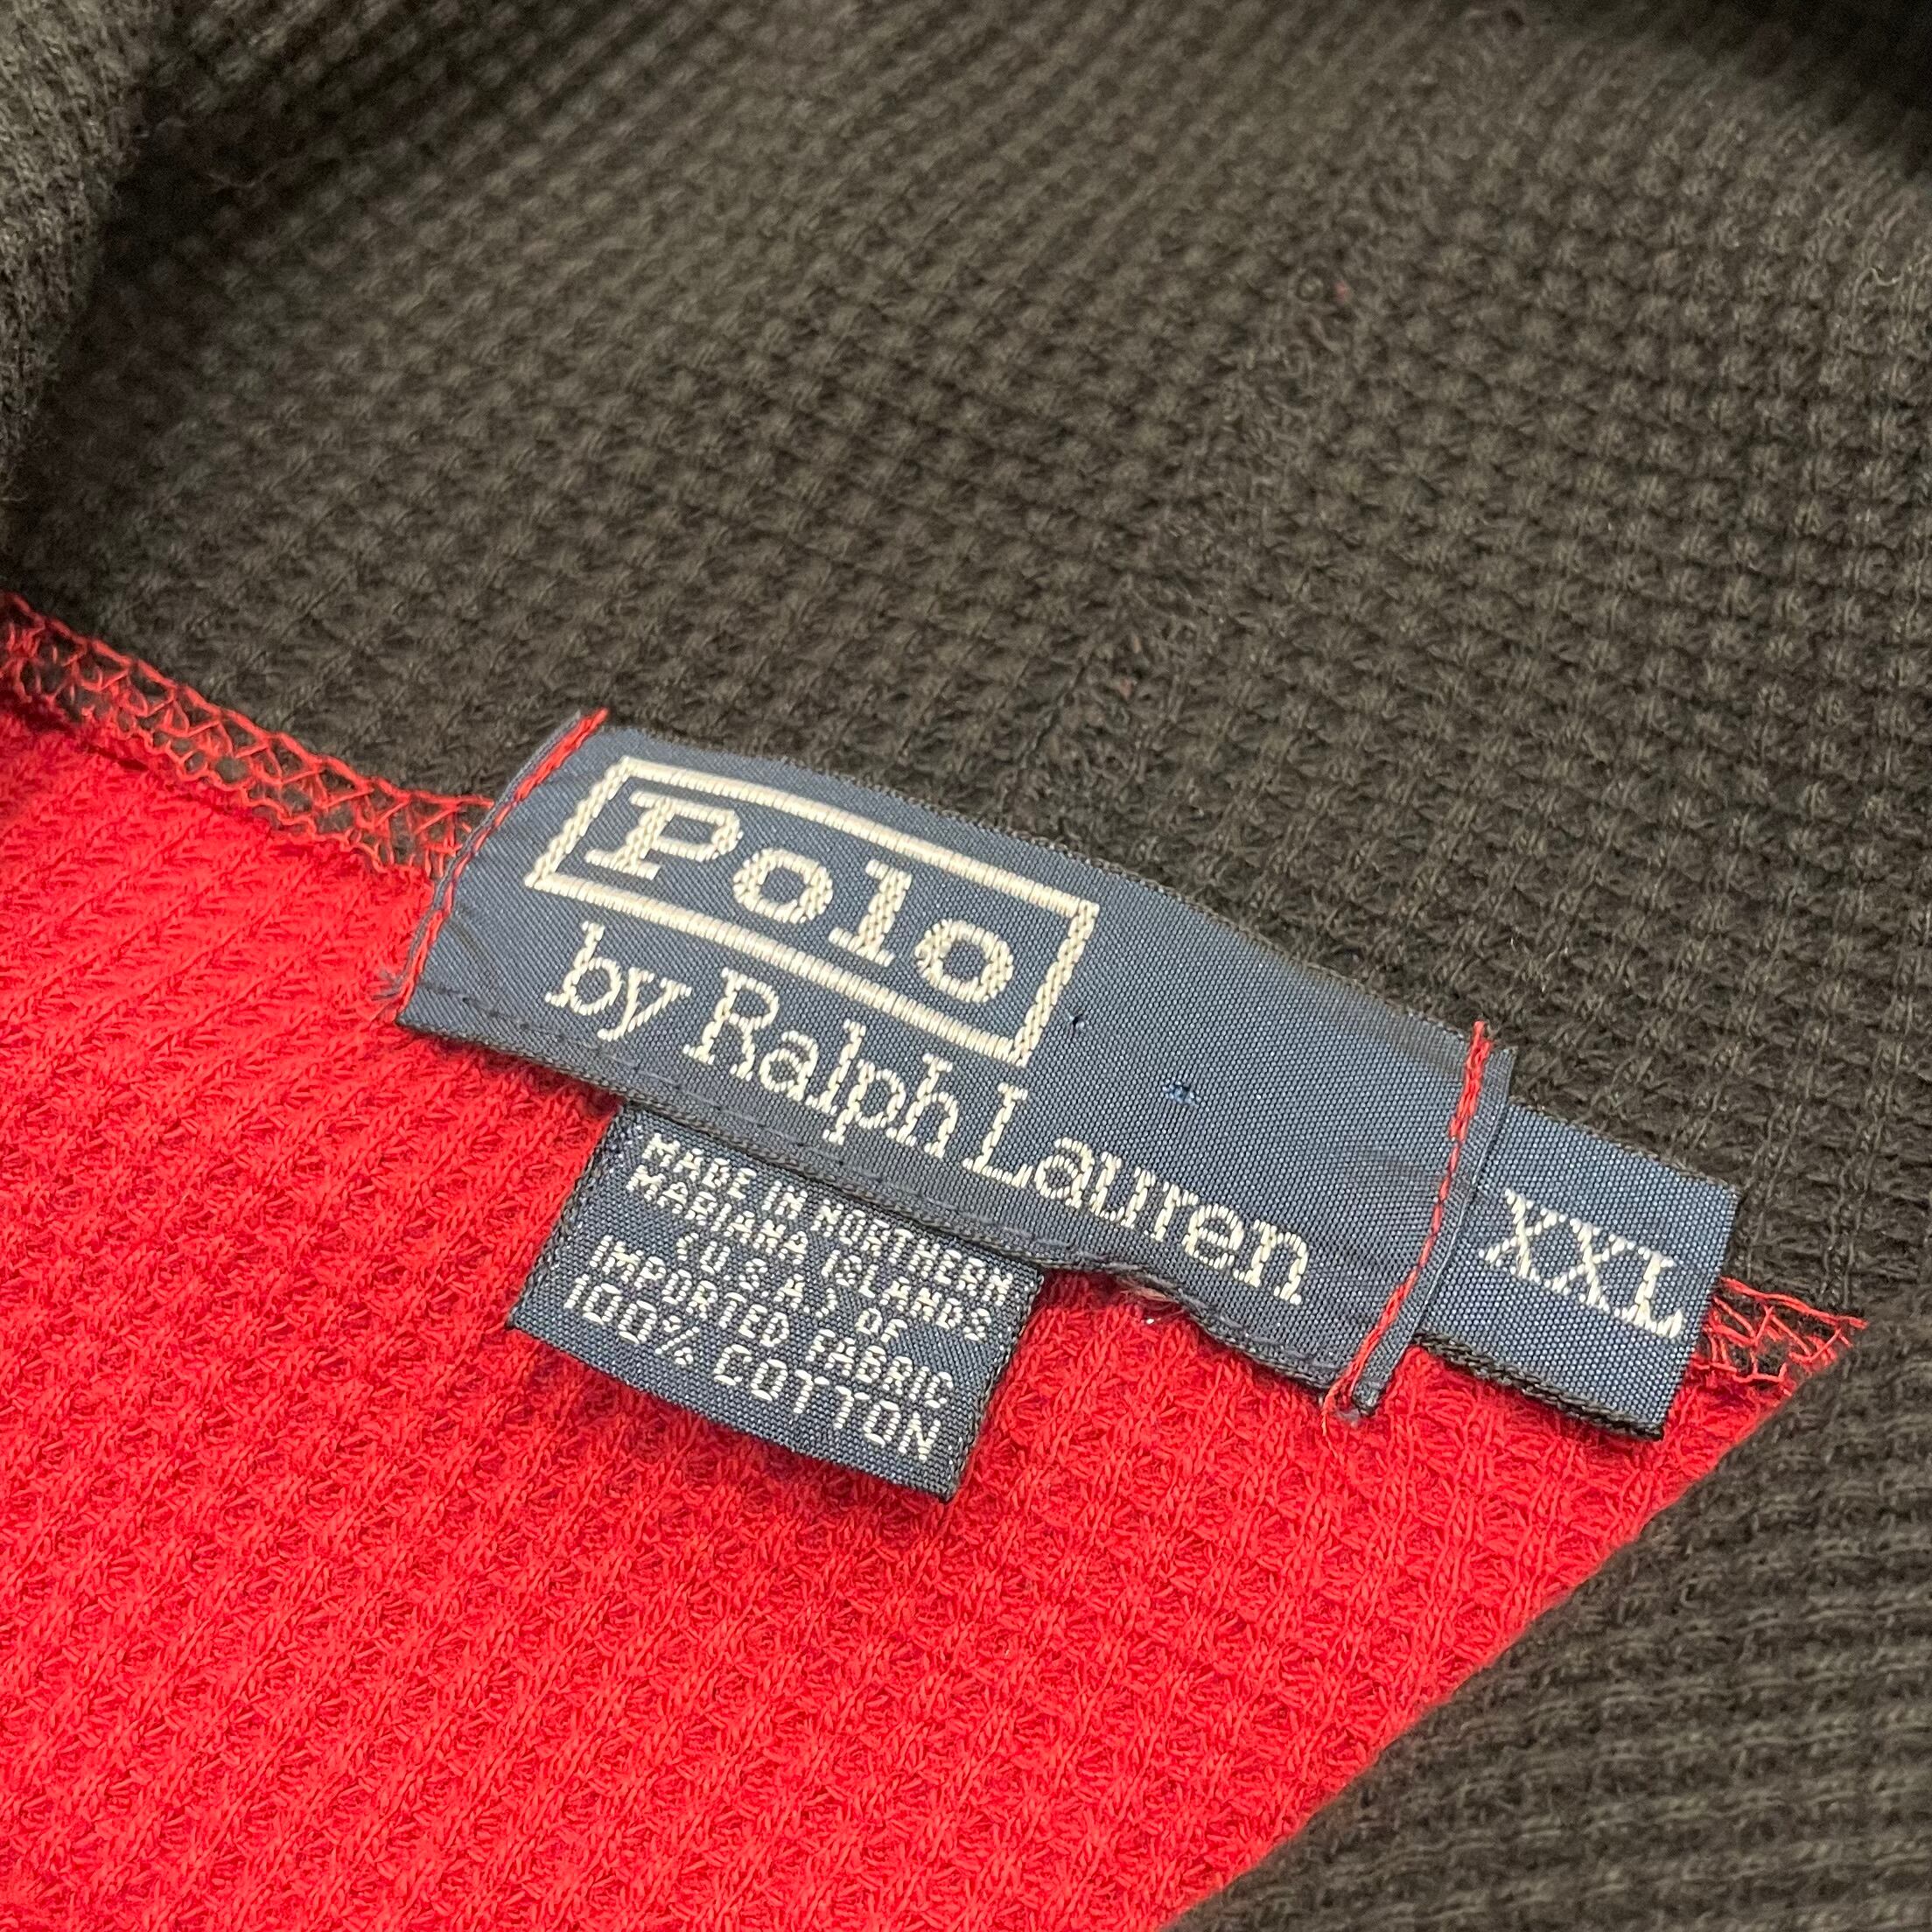 Polo
by Ralph Lauren
XXL
MADE IN NORTHERN
MARIANA ISLANDS
(U.S.A.) OF
IMPORTED FABRIC
100% COTTON